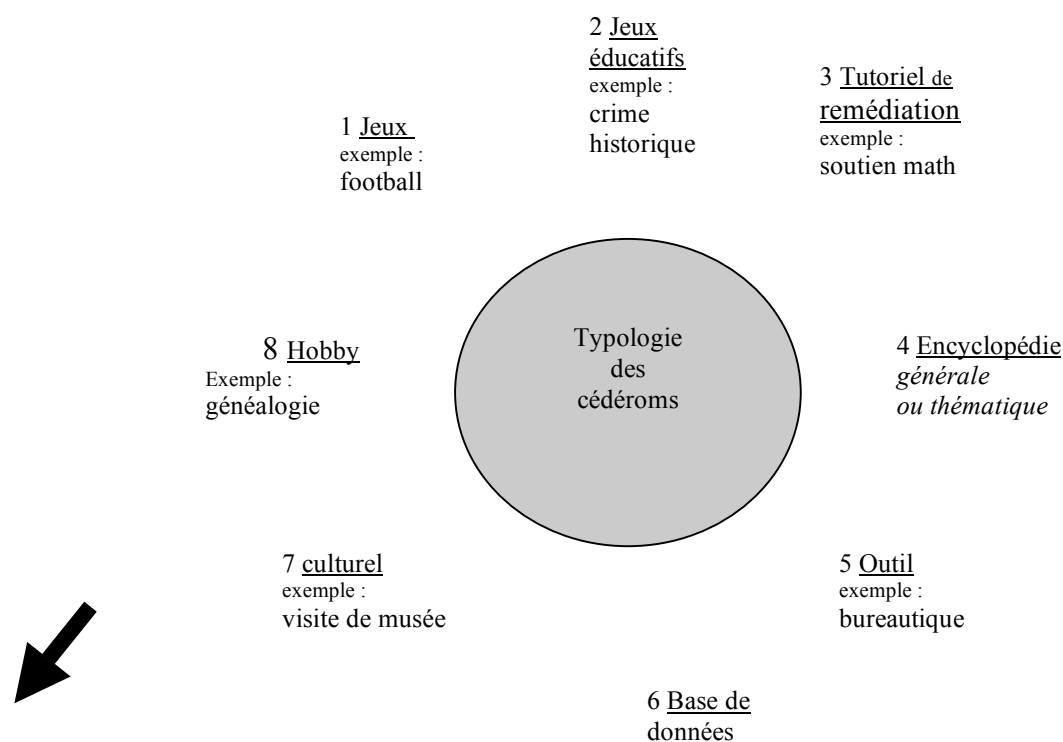 1 Jeux
exemple :
football
2 Jeux
éducatifs
exemple :
crime
historique
3 Tutoriel de
remédiation
exemple :
soutien math
Typologie
des
cédéroms
4 Encyclopédie
générale
ou thématique
5 Outil
exemple :
bureautique
6 Base de
données
7 culturel
exemple :
visite de musée
8 Hobby
Exemple :
généalogie